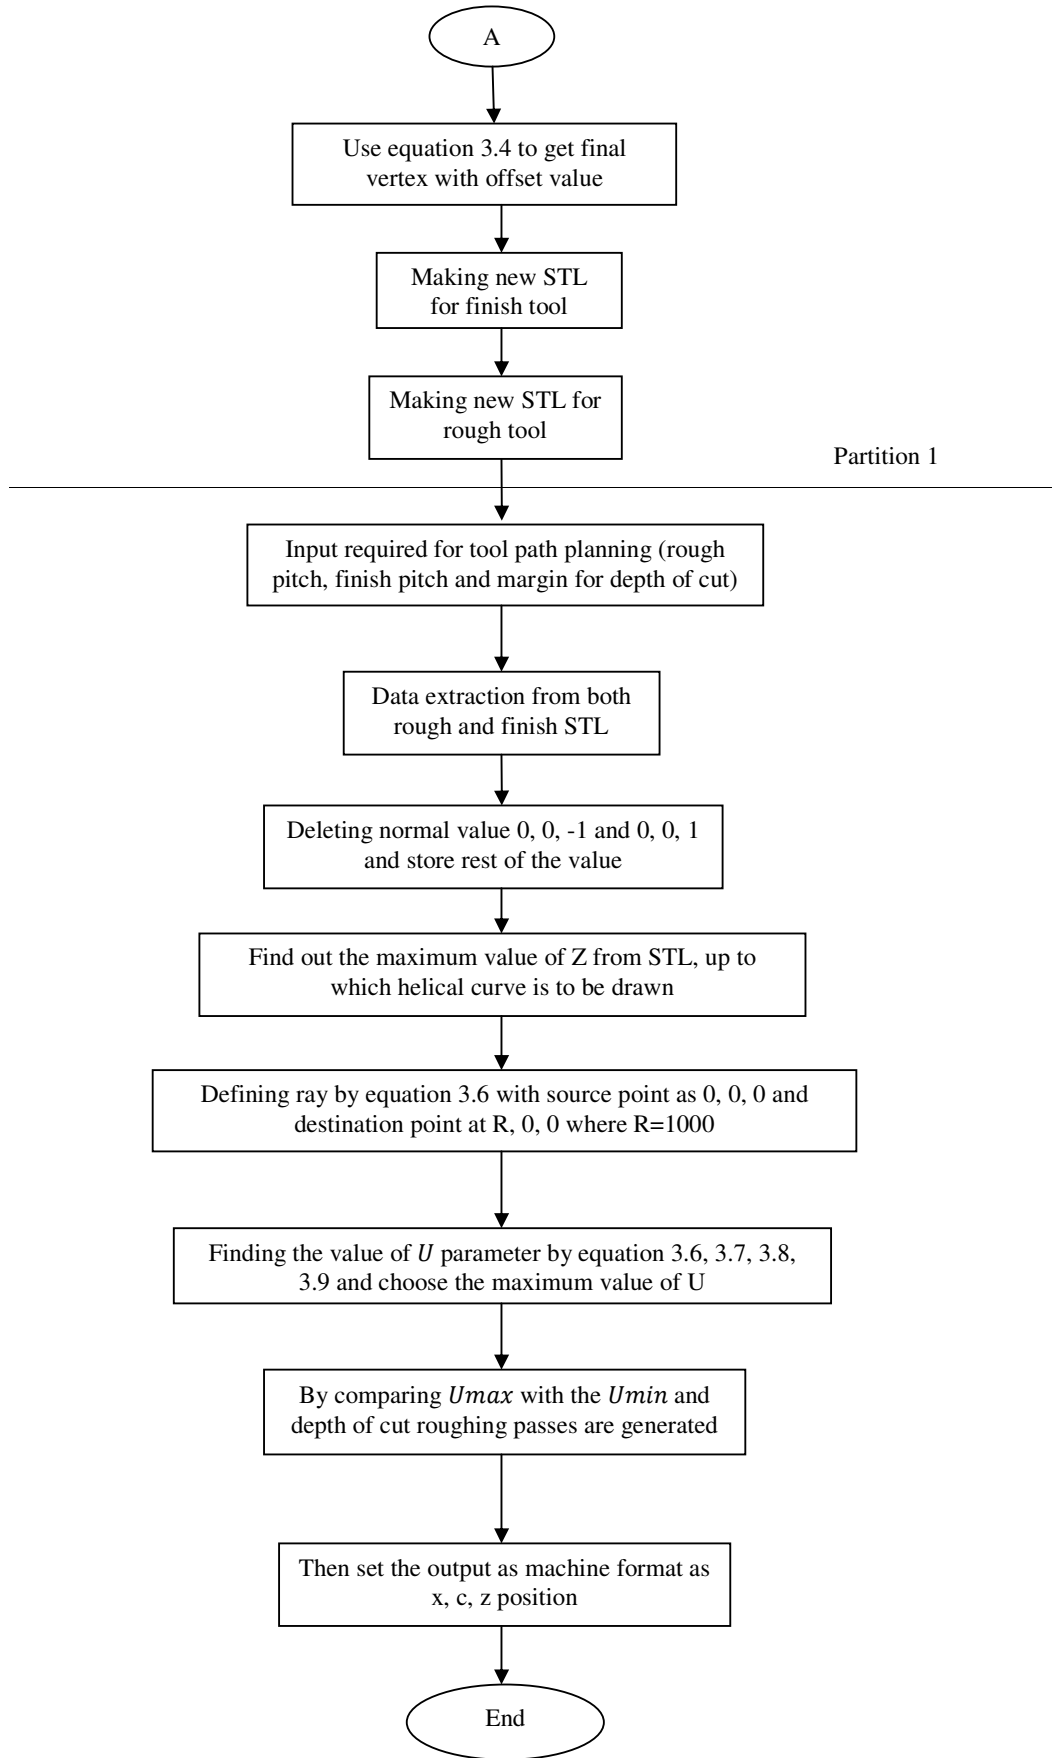 A
Use equation 3.4 to get final
vertex with offset value
Making new STL
for finish tool
Making new STL for
rough tool
Partition 1
Input required for tool path planning (rough
pitch, finish pitch and margin for depth of cut)
Data extraction from both
rough and finish STL
Deleting normal value 0, 0, -1 and 0, 0, 1
and store rest of the value
Find out the maximum value of Z from STL, up to
which helical curve is to be drawn
Defining ray by equation 3.6 with source point as 0, 0, 0 and
destination point at R, 0, 0 where R=1000
Finding the value of U parameter by equation 3.6, 3.7, 3.8,
3.9 and choose the maximum value of U
By comparing Umax with the Umin and
depth of cut roughing passes are generated
Then set the output as machine format as
x, c, z position
End